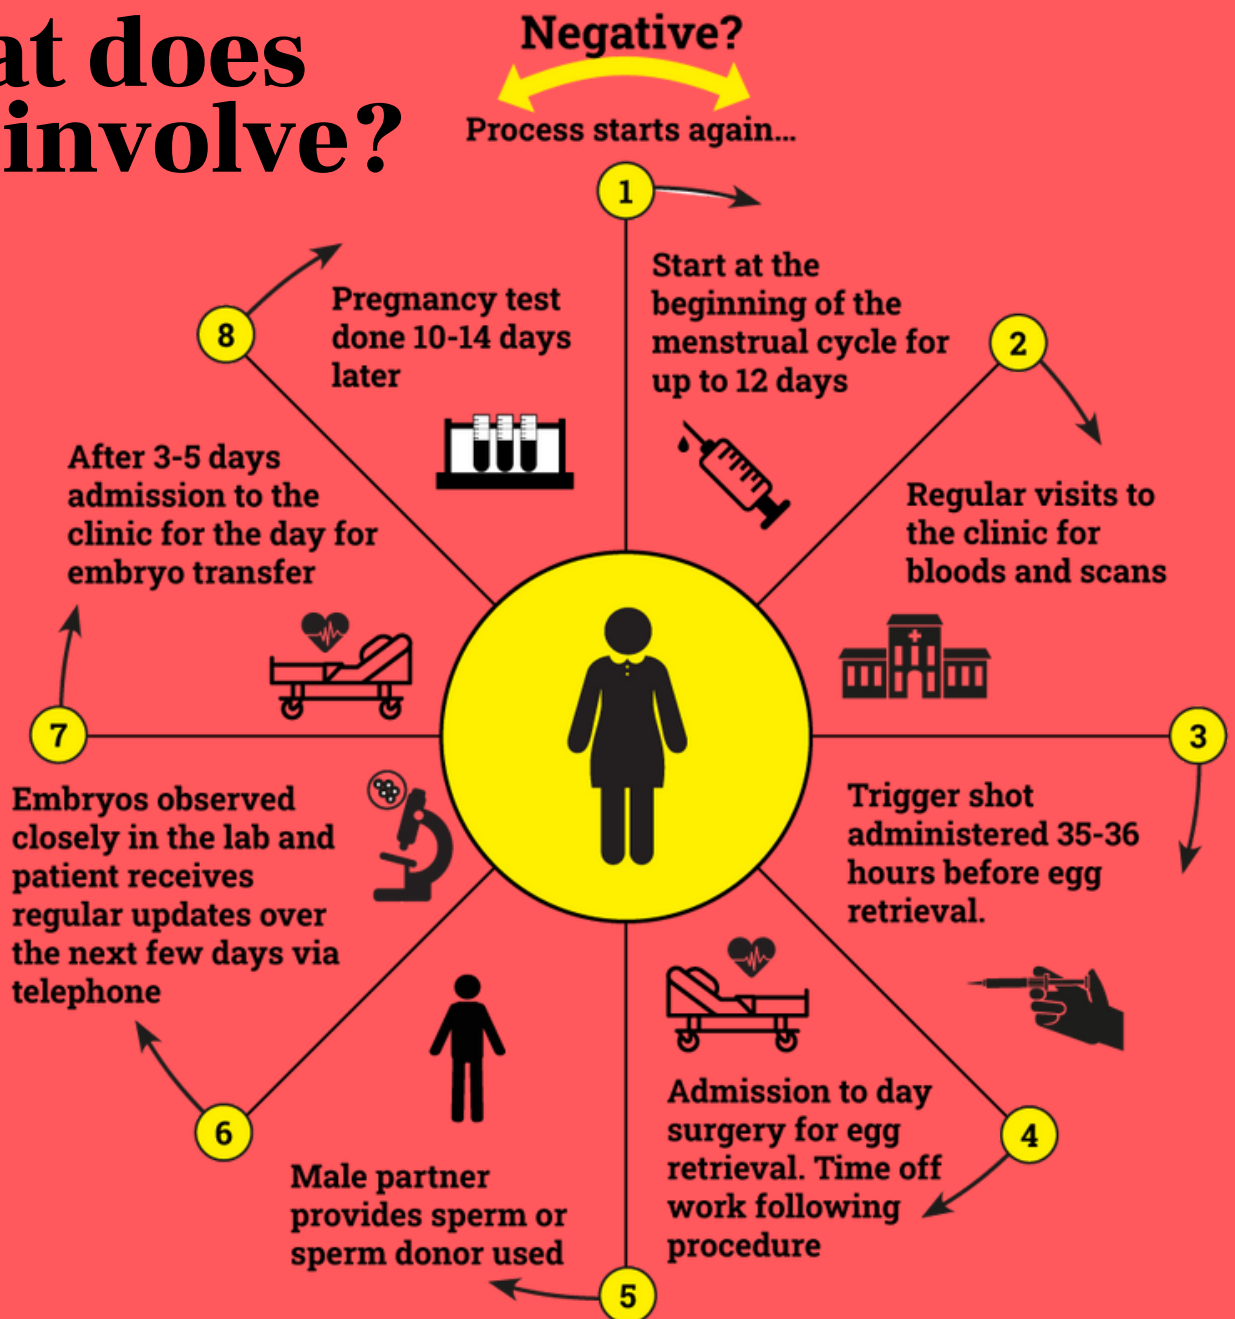 at does
involve?
Negative?
Process starts again...
1
Start at the
beginning of the
menstrual cycle for
up to 12 days
2
Regular visits to
the clinic for
bloods and scans
3
Trigger shot
administered 35-36
hours before egg
retrieval.
4
Admission to day
surgery for egg
retrieval. Time off
work following
procedure
5
Male partner
provides sperm or
sperm donor used
6
Embryos observed
closely in the lab and
patient receives
regular updates over
the next few days via
telephone
7
After 3-5 days
admission to the
clinic for the day for
embryo transfer
8
Pregnancy test
done 10-14 days
later